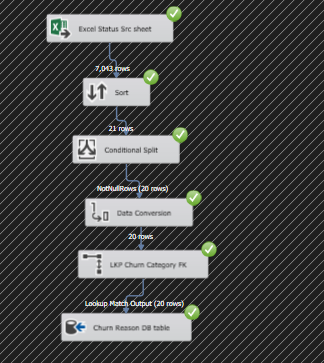 Excel Status Src sheet
7,043 rows
Sort
21 rows
Conditional Split
NotNullRows (20 rows)
Data Conversion
20 rows
LKP Churn Category FK
Lookup Match Output (20 rows)
Churn Reason DB table